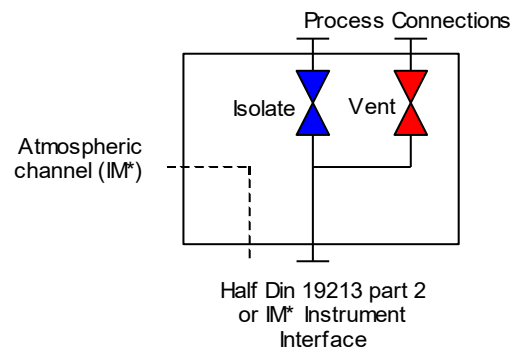 Process Connections
Isolate
Vent
Atmospheric
channel (IM*)
Half Din 19213 part 2
or IM* Instrument
Interface